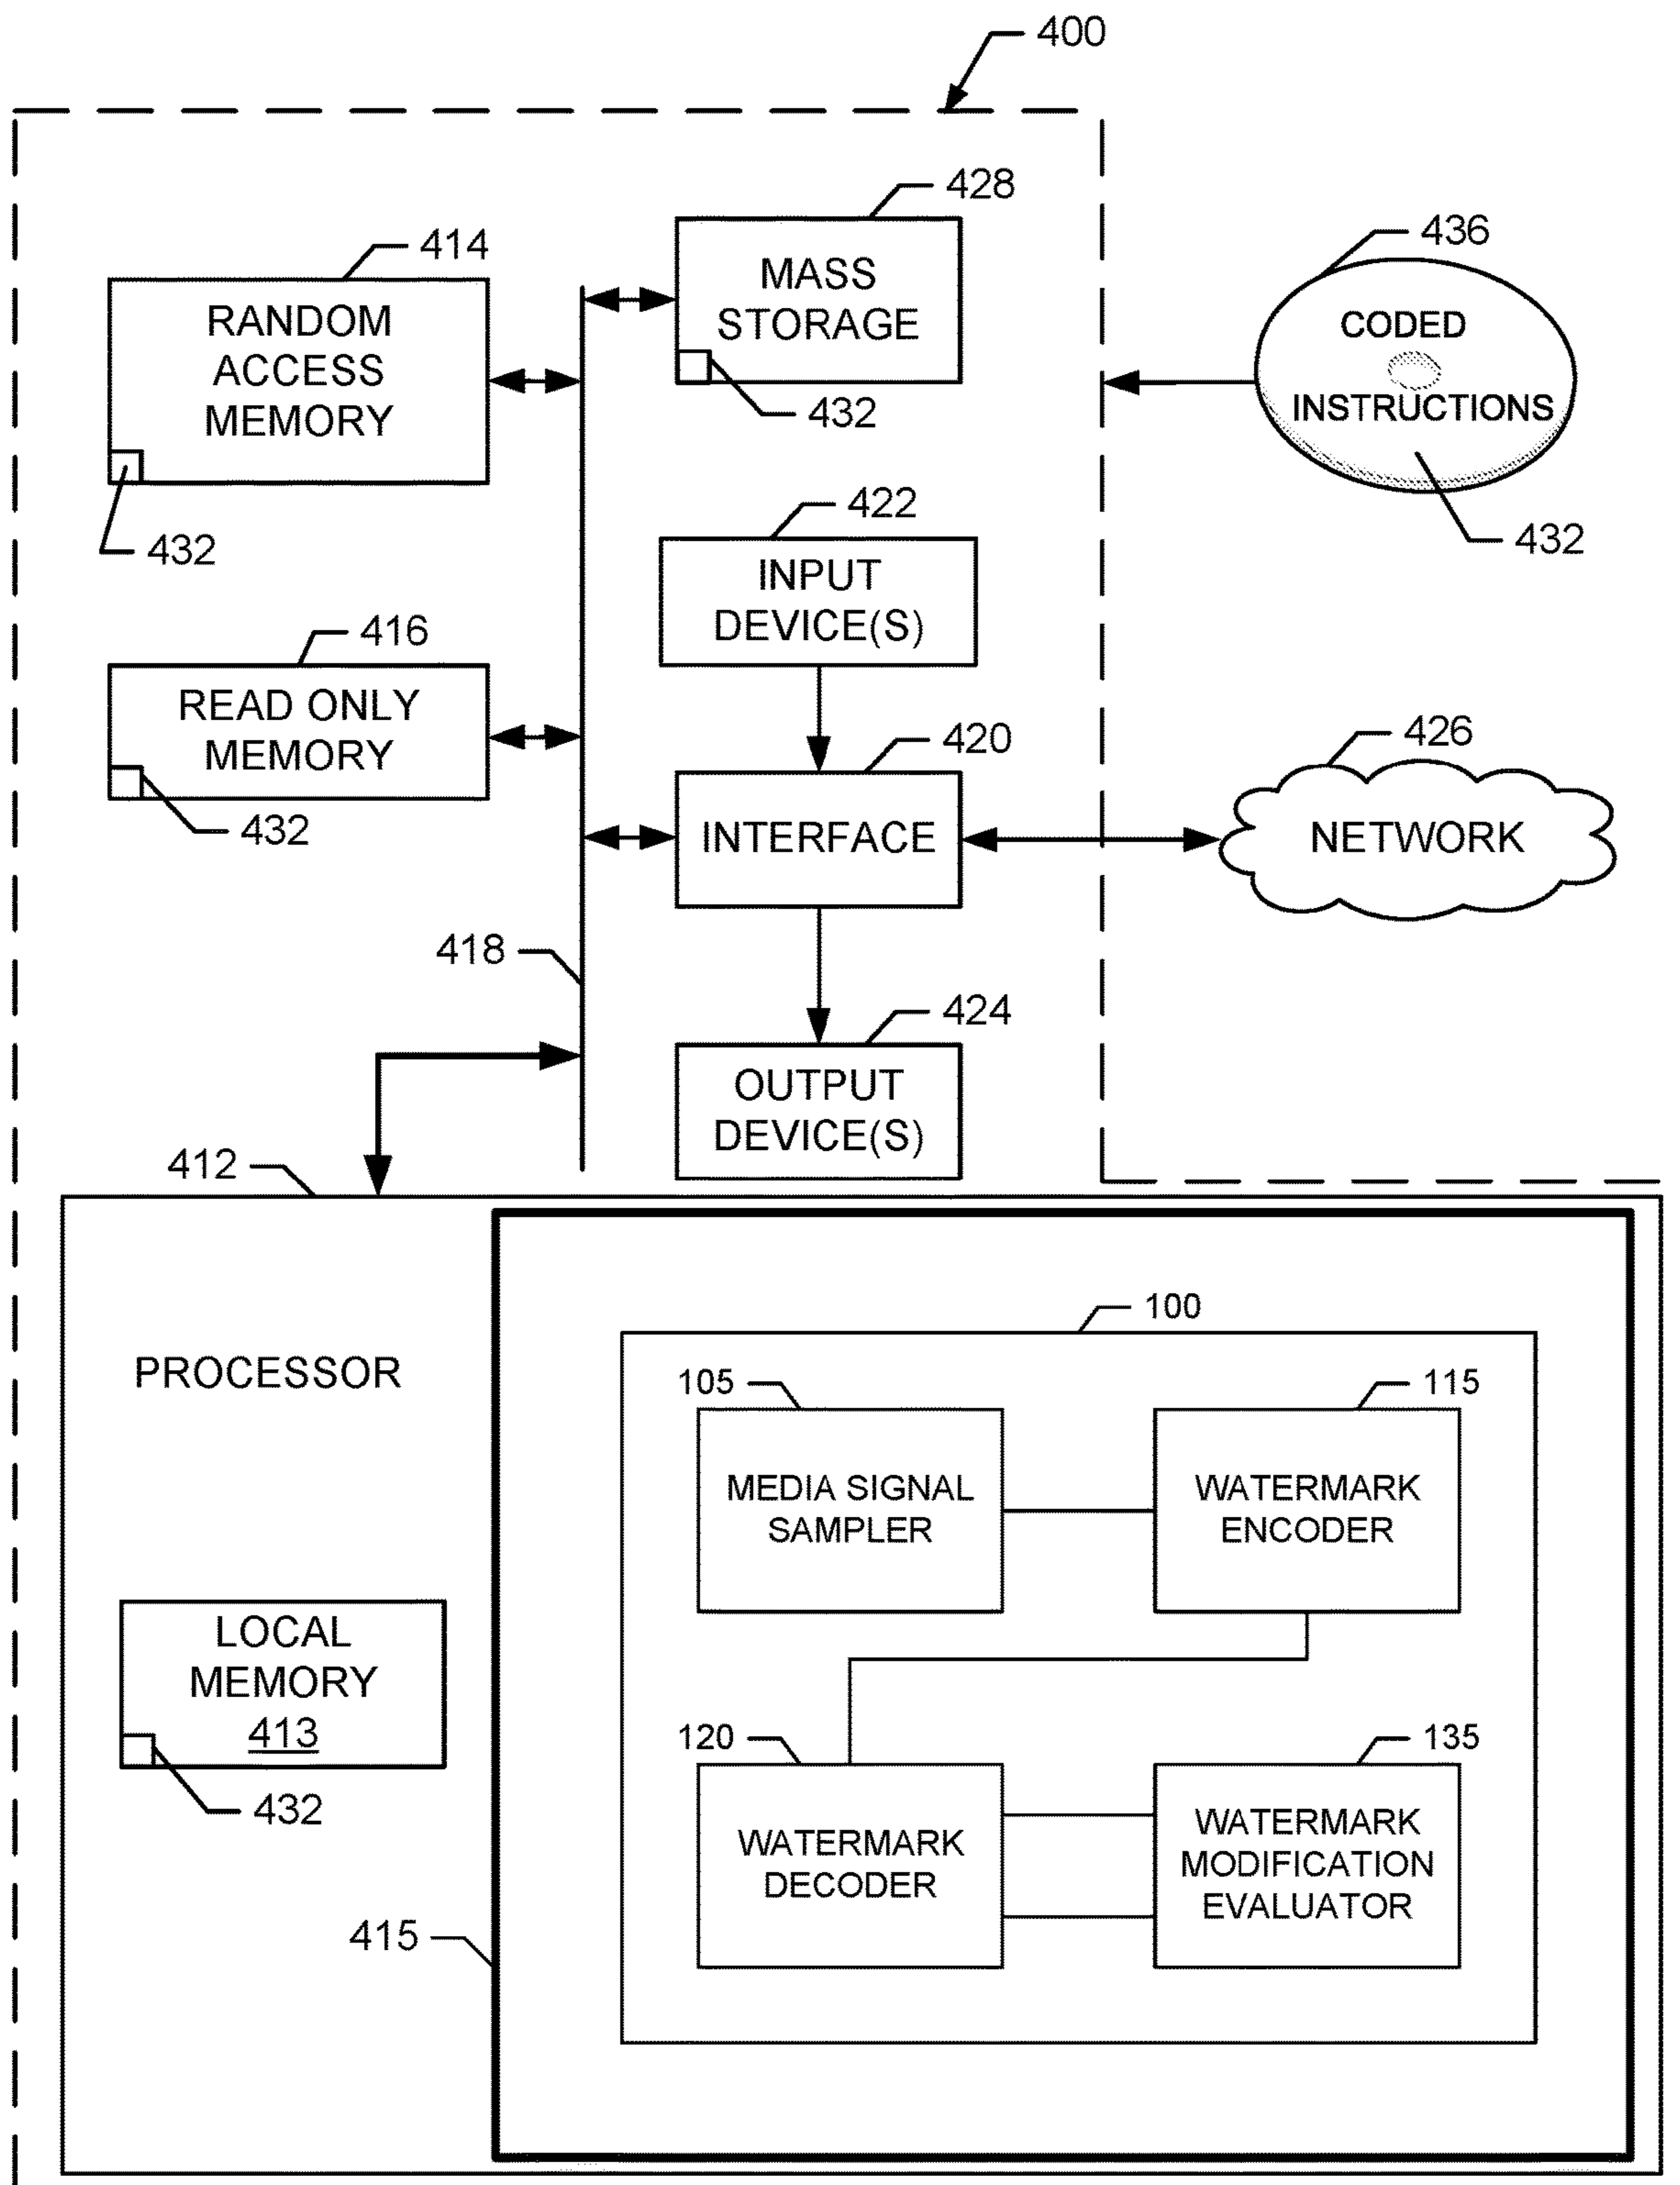 400
428
MASS
STORAGE
432
414
RANDOM
ACCESS
MEMORY
432
436
CODED
INSTRUCTIONS
432
422
INPUT
DEVICE(S)
416
READ ONLY
MEMORY
432
420
INTERFACE
426
NETWORK
418
424
OUTPUT
DEVICE(S)
412
PROCESSOR
LOCAL
MEMORY
413
432
415
100
105
MEDIA SIGNAL
SAMPLER
115
WATERMARK
ENCODER
120
WATERMARK
DECODER
135
WATERMARK
MODIFICATION
EVALUATOR